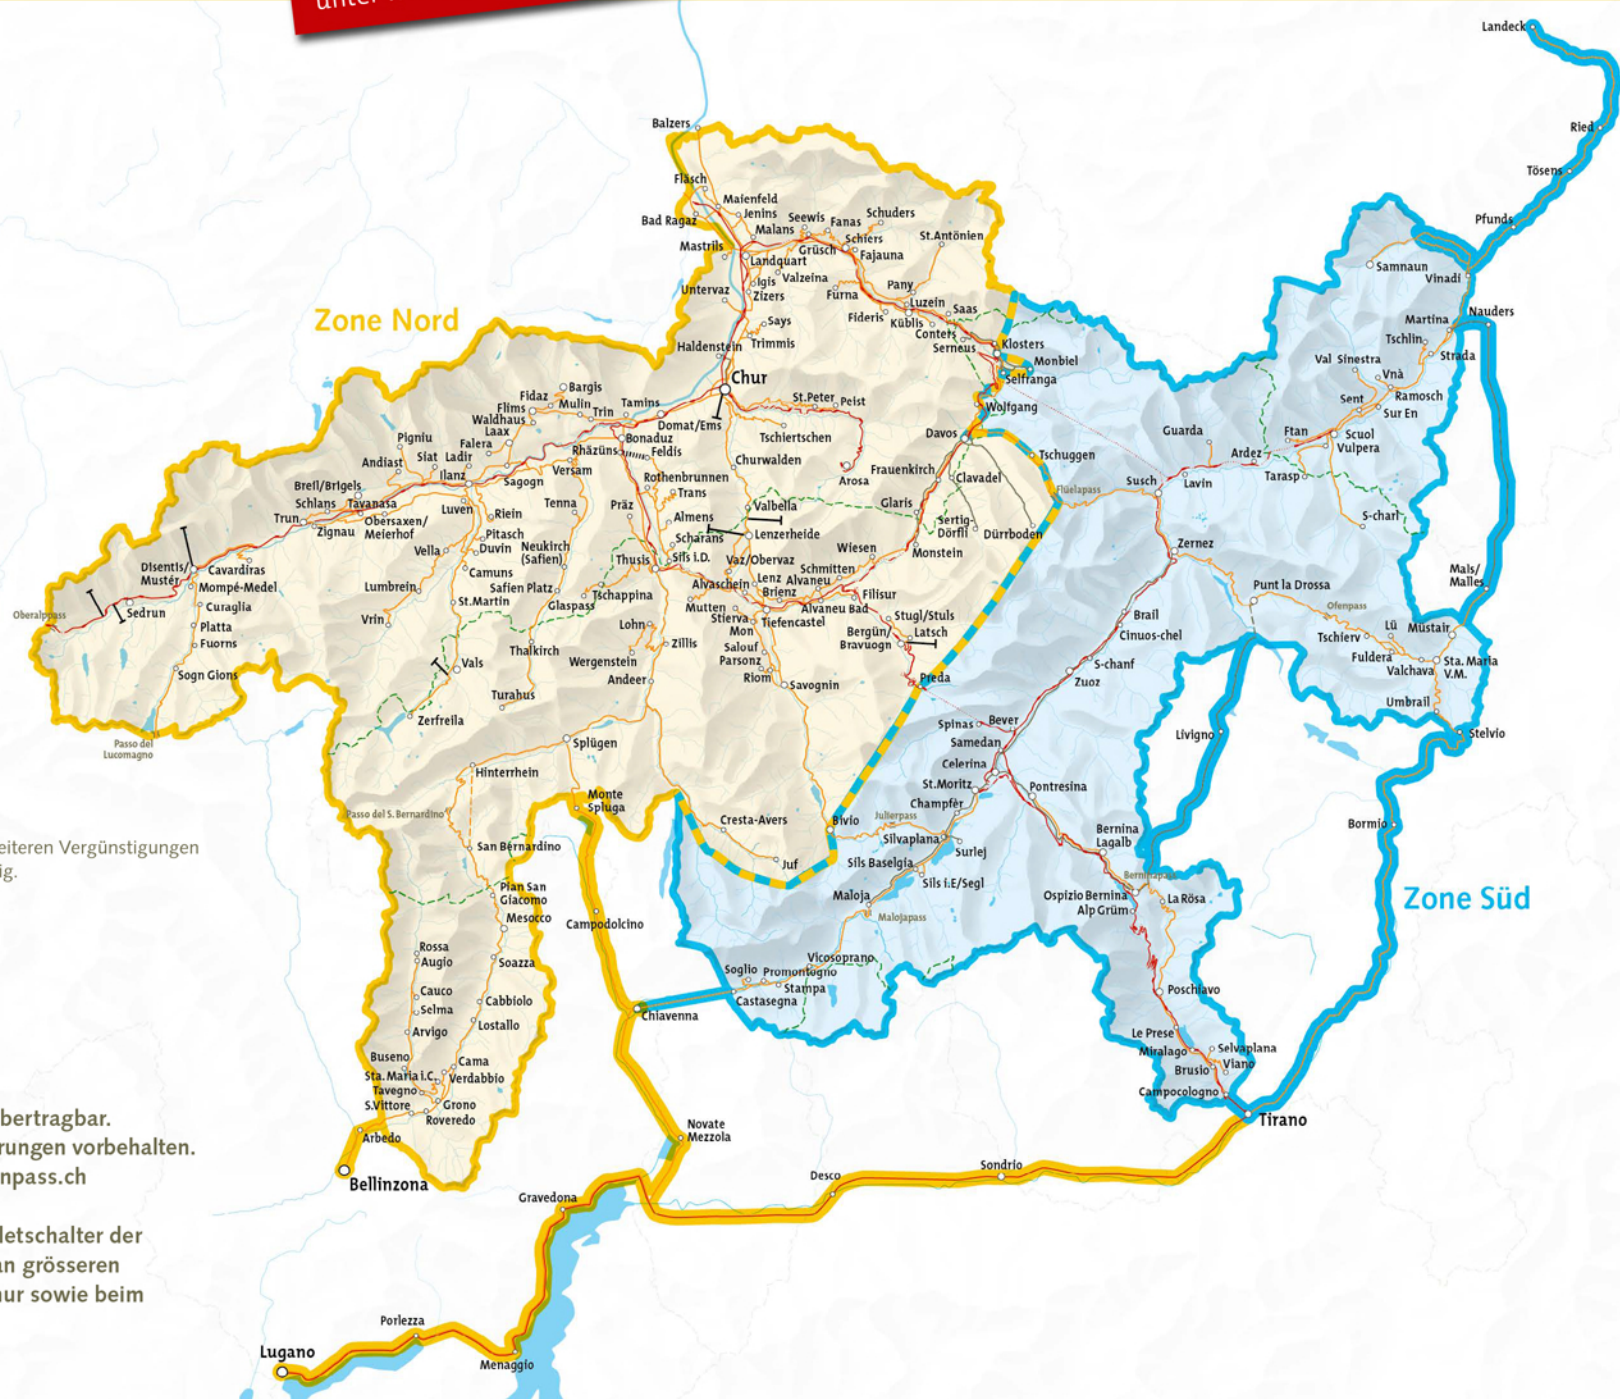 unter
Landeck
Balzers
Ried
Tösens
Fläsch
Maienfeld
Jenins
Bad Ragaz
Malans
Seewis
Fanas
Schuders
Pfunds
Mastrils
Grüsch
Schiers
Fajauna
St.Antönien
Landquart
Igis
Valzeina
Zizers
Untervaz
Furna
Pany
Luzein
Saas
Fideris
Küblis
Conters
Serneus
Samnaun
Vinadi
Zone Nord
Says
Trimmis
Haldenstein
Klosters
Monbiel
Selfranga
Martina
Nauders
Tschlin
Strada
Val Sinestra
Vnà
Ramosch
Sent
Sur En
Chur
Bargis
Fidaz
Mulin
Flims
Waldhaus
Trin
Tamins
Laax
Domat/Ems
St.Peter
Peist
Wolfgang
Davos
Tschiertschen
Guarda
Ardez
Ftan
Scuol
Vulpera
Tarasp
Pigniu
Siat
Falera
Ladir
Andiast
Ilanz
Bonaduz
Rhäzüns
Feldis
Versam
Sagogn
Churwalden
Arosa
Frauenkirch
Clavadel
Tschuggen
Flüelapass
Susch
Lavin
Breil/Brigels
Schlans
Tavanasa
Trun
Zignau
Obersaxen/
Meierhof
Luven
Riein
Tenna
Präz
Rothenbrunnen
Trans
Almens
Valbella
Glaris
Sertig-
Dörfli
Dürrboden
S-charl
Vella
Pitasch
Duvin
Neukirch
(Safien)
Scharans
Lenzerheide
Monstein
Zernez
Disentis/
Mustér
Cavardiras
Mompé-Medel
Lumbrein
Camuns
St.Martin
Safien Platz
Thusis
Sils i.D.
Vaz/Obervaz
Wiesen
Schmitten
Alvaschein
Lenz
Brienz
Alvaneu
Filisur
Punt la Drossa
Mals/
Malles
Oberalppass
Sedrun
Curaglia
Platta
Fuorns
Vrin
Glaspass
Tschappina
Mutten
Stierva
Mon
Tiefencastel
Alvaneu Bad
Stugl/Stuls
Latsch
Bergün/
Bravuogn
Brail
Cinuos-chel
Ofenpass
Tschierv
Lü
Müstair
Fuldera
Valchava
Sta. Maria
V.M.
Sogn Gions
Vals
Thalkirch
Lohn
Zillis
Wergenstein
Andeer
Salouf
Parsonz
Riom
Savognin
Preda
S-chanf
Zuoz
Umbrail
Turahus
Zerfreila
Spinas
Bever
Samedan
Livigno
Stelvio
Passo del
Lucomagno
Splügen
Hinterrhein
Celerina
St.Moritz
Champfèr
Pontresina
Monte
Spluga
Passo del S. Bernardino
Cresta-Avers
Bivio
Julierpass
Silvaplana
Surlej
Bernina
Lagalb
Bormio
eiteren Vergünstigungen
ig.
San Bernardino
Juf
Sils Baselgia
Sils i.E/Segl
Berninapass
Zone Süd
Pian San
Giacomo
Mesocco
Maloja
Malojapass
Ospizio Bernina
Alp Grüm
La Rösa
Campodolcino
Rossa
Augio
Soazza
Soglio
Promontogno
Vicosoprano
Stampa
Castasegna
Poschiavo
Cauco
Selma
Cabbiolo
Lostallo
Arvigo
Chiavenna
Le Prese
Miralago
Selvaplana
Viano
Brusio
Campocologno
Buseno
Cama
Sta. Maria i.C.
Verdabbio
Tavegno
S.Vittore
Grono
Roveredo
Tirano
bertragbar.
rungen vorbehalten.
npass.ch
Arbedo
Bellinzona
Novate
Mezzola
Desco
Sondrio
Gravedona
letschalter der
an grösseren
nur sowie beim
Porlezza
Lugano
Menaggio